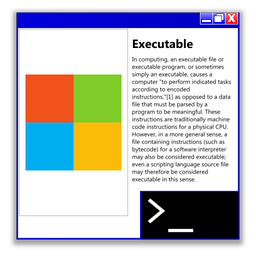 Executable
In computing, an executable file or
executable program, or sometimes
simply an executable, causes a
computer "to perform indicated tasks
according to encoded
instructions,"[1] as opposed to a data
file that must be parsed by a
program to be meaningful. These
instructions are traditionally machine
code instructions for a physical CPU.
However, in a more general sense, a
file containing instructions (such as
bytecode) for a software interpreter
may also be considered executable;
even a scripting language source file
may therefore be considered
executable in this sense.